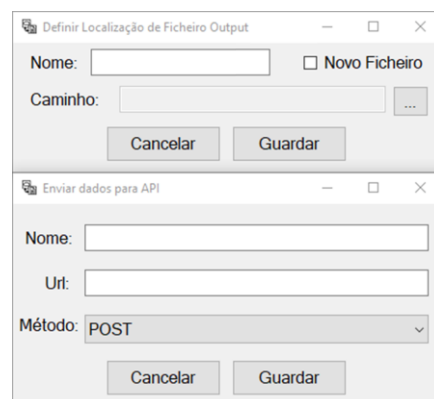 Definir Localização de Ficheiro Output
Nome: Novo Ficheiro
Caminho: ...
Cancelar Guardar
Enviar dados para API
Nome:
Url:
Método: POST
Cancelar Guardar